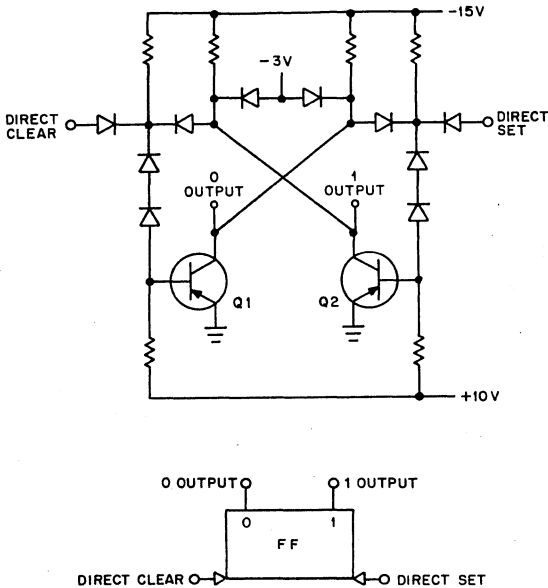 -15V
-3V
DIRECT
CLEAR
DIRECT
SET
0
OUTPUT
1
OUTPUT
Q1
Q2
+10V
0 OUTPUT
1 OUTPUT
0
1
FF
DIRECT CLEAR
DIRECT SET